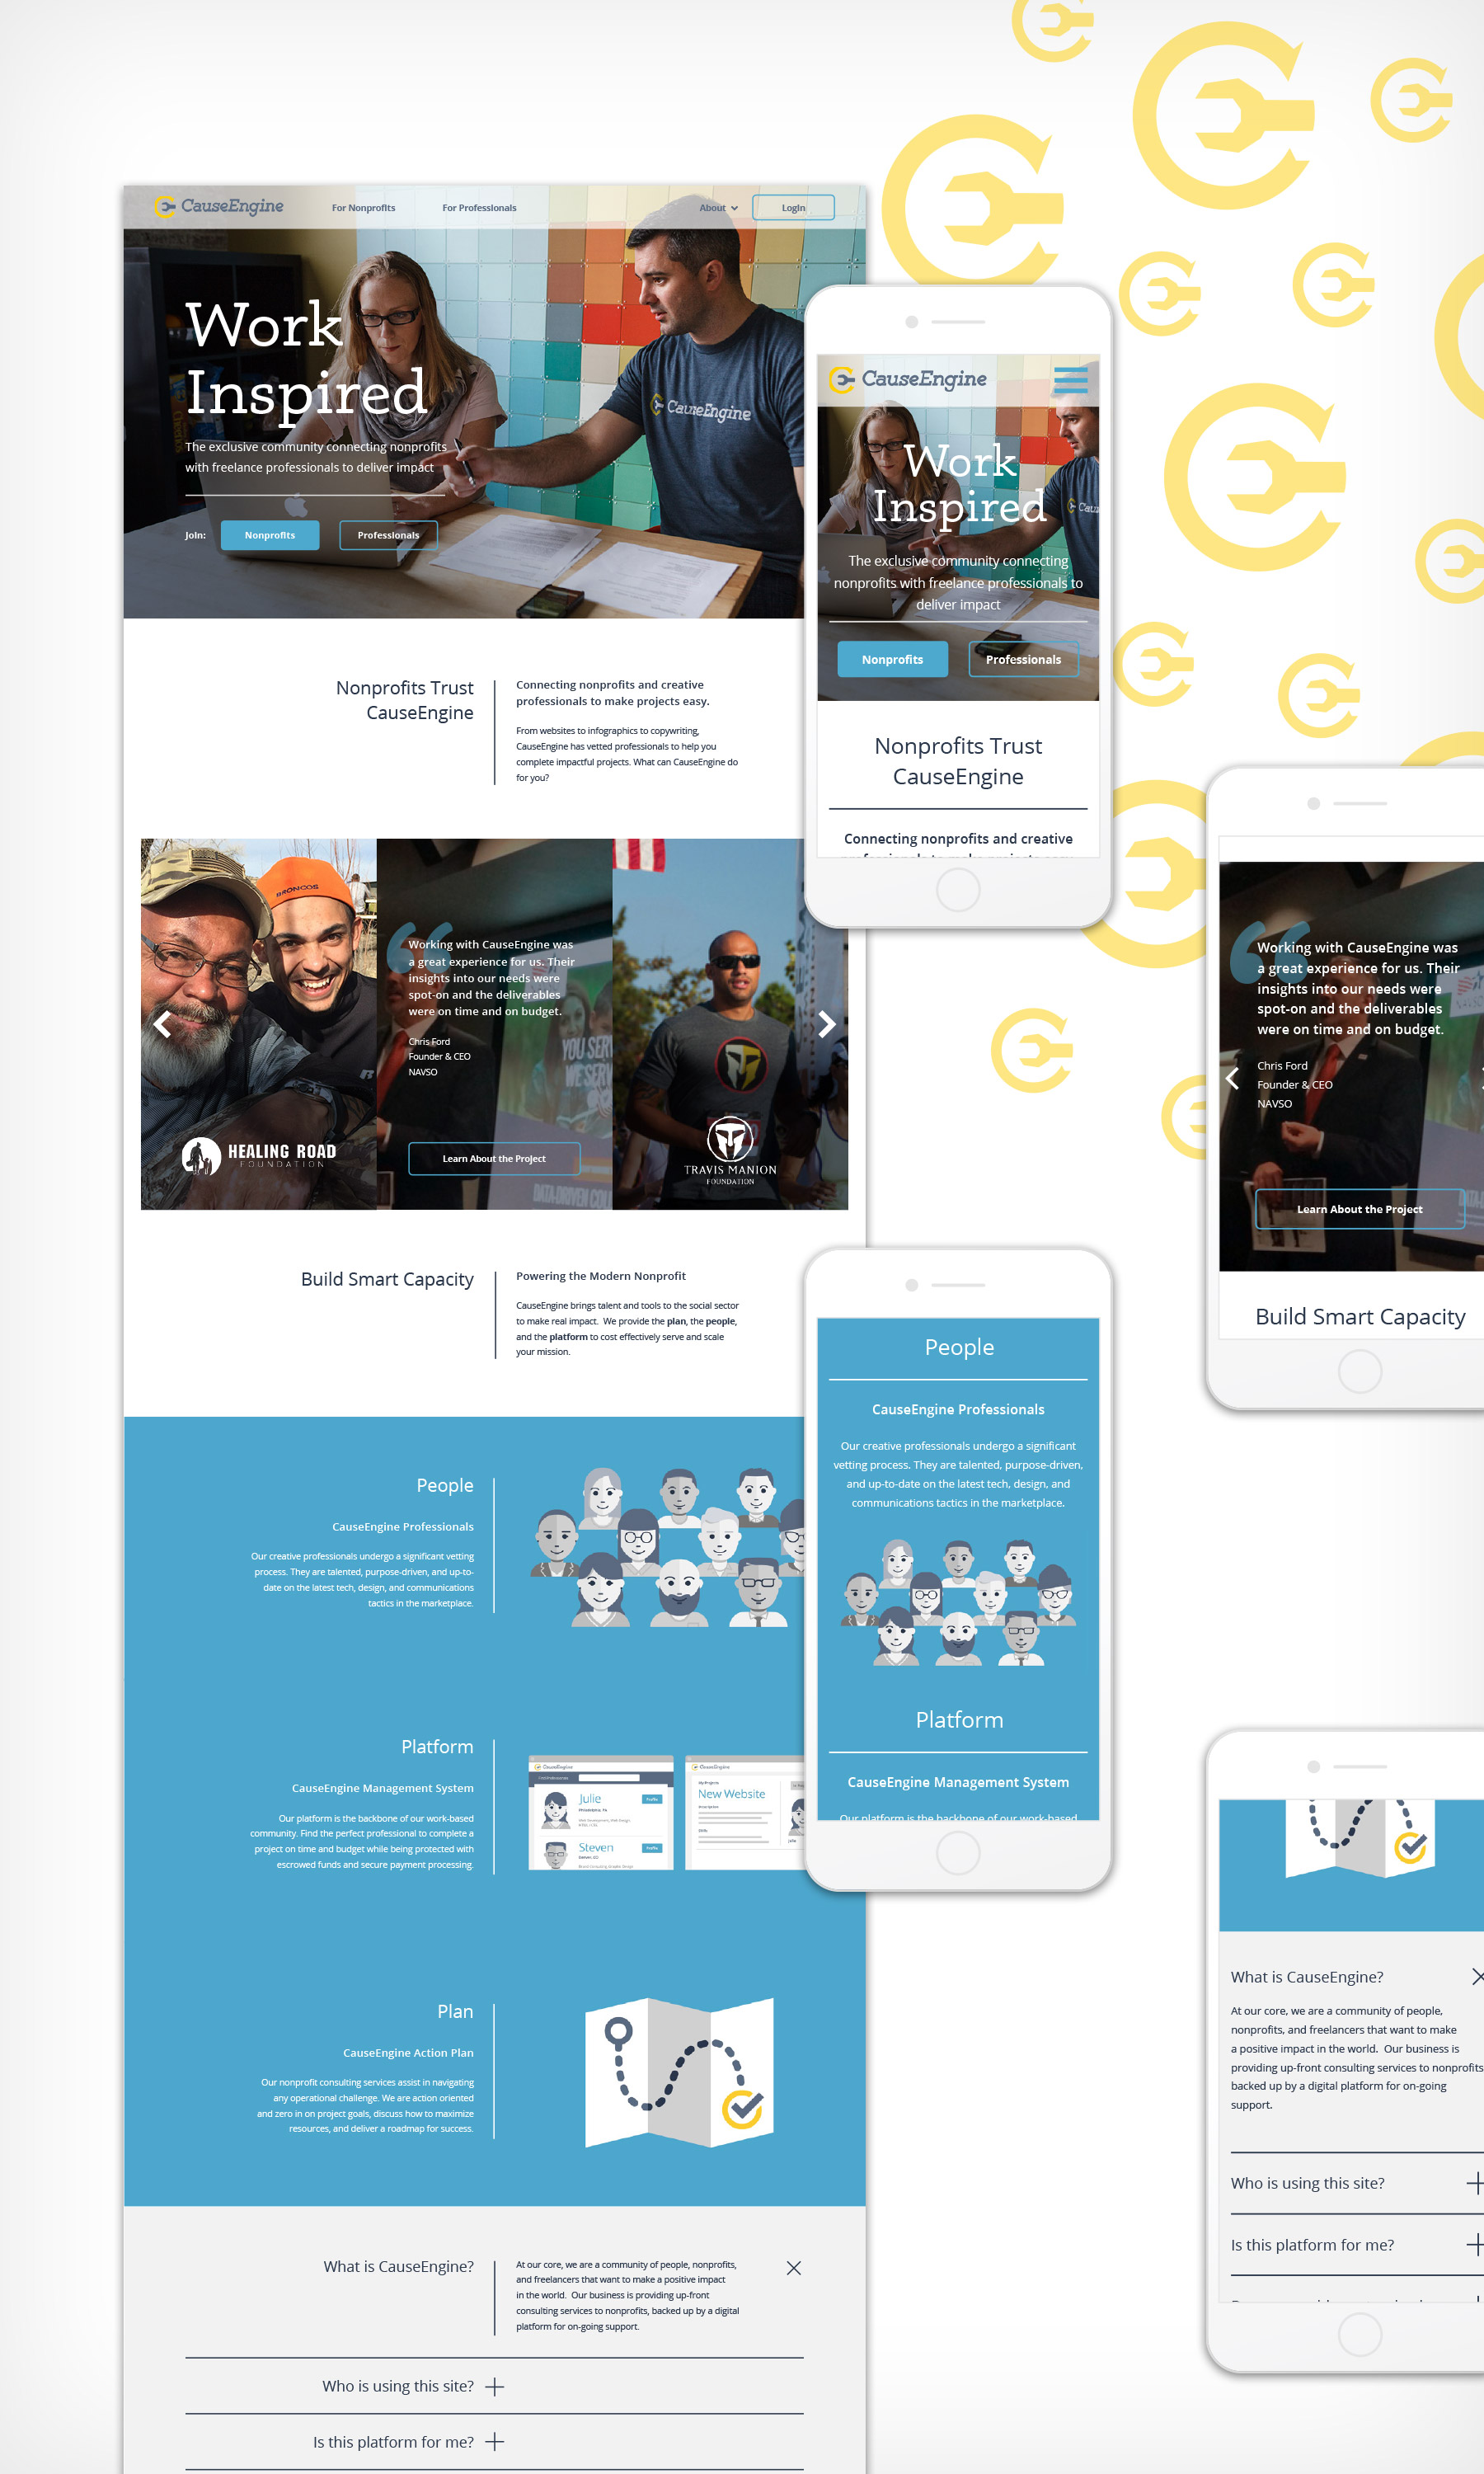 CauseEngine
For Nonprofits
For Professionals
About
Login
Work
Inspired
The exclusive community connecting nonprofits
with freelance professionals to deliver impact
Join:
Nonprofits
Professionals
CauseEngine
Nonprofits Trust
CauseEngine
Connecting nonprofits and creative
professionals to make projects easy.
From websites to infographics to copywriting,
CauseEngine has vetted professionals to help you
complete impactful projects. What can CauseEngine do
for you?
BRONCOS
HEALING ROAD
FOUNDATION
Working with CauseEngine was
a great experience for us. Their
insights into our needs were
spot-on and the deliverables
were on time and on budget.
Chris Ford
Founder & CEO
NAVSO
Learn About the Project
YOU SER
DATA-DRIVEN COL
TRAVIS MANION
FOUNDATION
Build Smart Capacity
Powering the Modern Nonprofit
CauseEngine brings talent and tools to the social sector
to make real impact.  We provide the plan, the people,
and the platform to cost effectively serve and scale
your mission.
People
CauseEngine Professionals
Our creative professionals undergo a significant vetting
process. They are talented, purpose-driven, and up-to-
date on the latest tech, design, and communications
tactics in the marketplace.
Platform
CauseEngine Management System
Our platform is the backbone of our work-based
community. Find the perfect professional to complete a
project on time and budget while being protected with
escrowed funds and secure payment processing.
CauseEngine
Find Professionals
Julie
Philadelphia, PA
Profile
Steven
Denver, CO
Profile
CauseEngine
My Projects
New Website
Description
Skills
Julie
Plan
CauseEngine Action Plan
Our nonprofit consulting services assist in navigating
any operational challenge. We are action oriented
and zero in on project goals, discuss how to maximize
resources, and deliver a roadmap for success.
What is CauseEngine?
At our core, we are a community of people, nonprofits,
and freelancers that want to make a positive impact
in the world.  Our business is providing up-front
consulting services to nonprofits, backed up by a digital
platform for on-going support.
Who is using this site?
Is this platform for me?
CauseEngine
Work
Inspired
Cau
The exclusive community connecting
nonprofits with freelance professionals to
deliver impact
Nonprofits
Professionals
Nonprofits Trust
CauseEngine
Connecting nonprofits and creative
Working with CauseEngine was
a great experience for us. Their
insights into our needs were
spot-on and the deliverables
were on time and on budget.
Chris Ford
Founder & CEO
NAVSO
Learn About the Project
Build Smart Capacity
People
CauseEngine Professionals
Our creative professionals undergo a significant
vetting process. They are talented, purpose-driven,
and up-to-date on the latest tech, design, and
communications tactics in the marketplace.
Platform
CauseEngine Management System
Our platform is the backbone of our work-based
What is CauseEngine?
At our core, we are a community of people,
nonprofits, and freelancers that want to make
a positive impact in the world.  Our business is
providing up-front consulting services to nonprofits
backed up by a digital platform for on-going
support.
Who is using this site?
Is this platform for me?